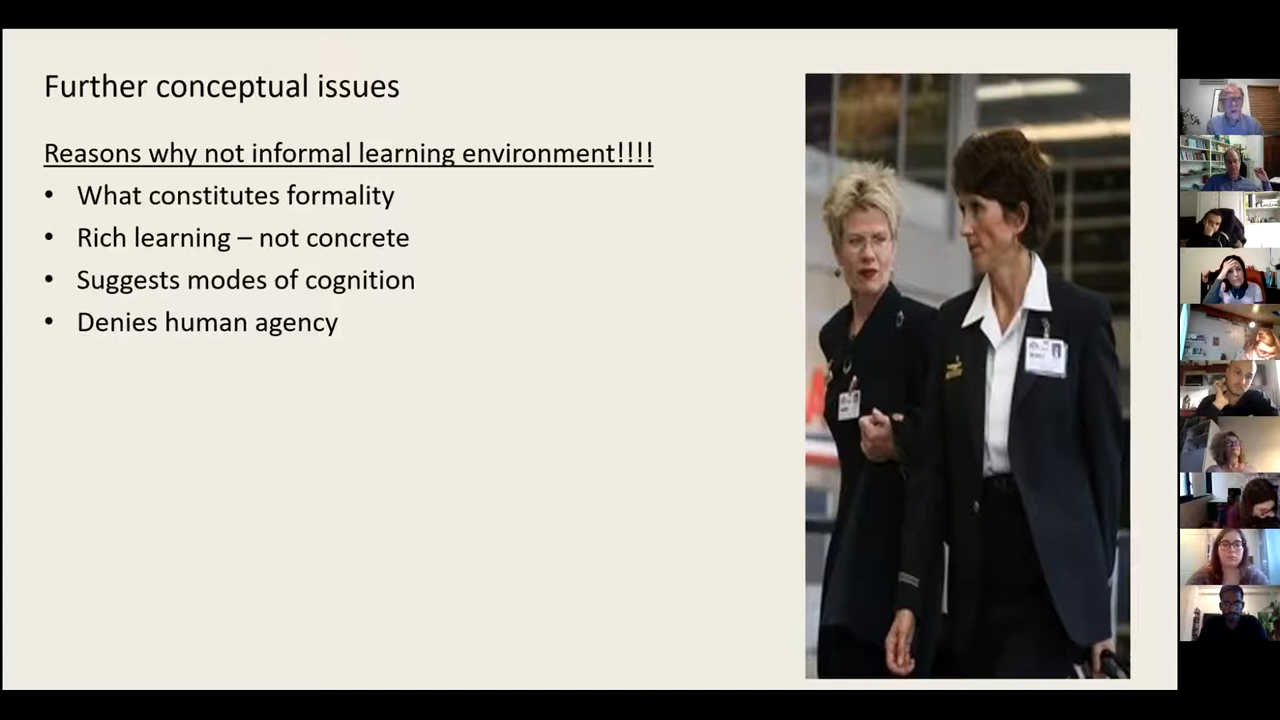 Further conceptual issues
Reasons why not informal learning environment!!!!
• What constitutes formality
• Rich learning – not concrete
• Suggests modes of cognition
• Denies human agency